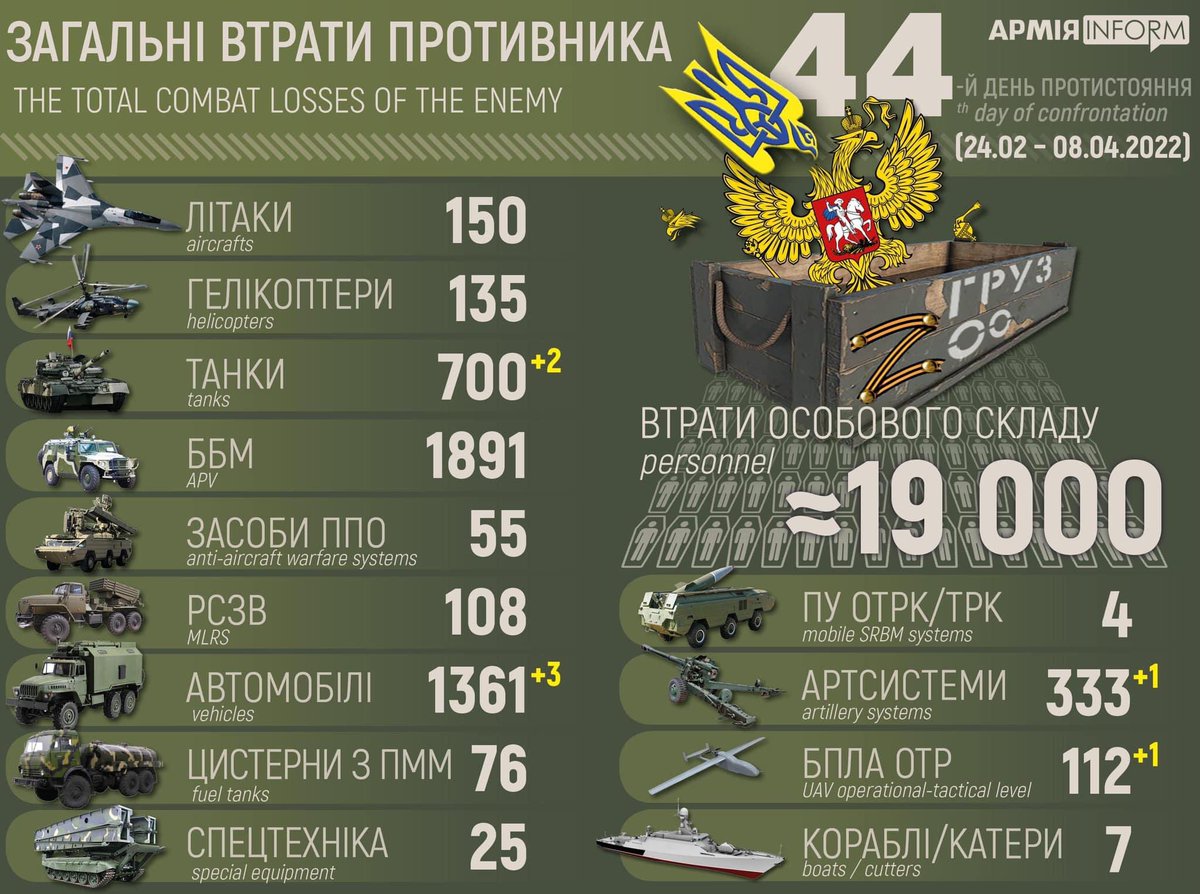 ЗАГАЛЬНІ ВТРАТИ ПРОТИВНИКА
THE TOTAL COMBAT LOSSES OF THE ENEMY
44
-й ДЕНЬ ПРОТИСТОЯННЯ
th day of confrontation
(24.02 – 08.04.2022)
АРМІЯINFORM
ЛІТАКИ 150
aircrafts
ГЕЛІКОПТЕРИ 135
helicopters
ТАНКИ 700 +2
tanks
ББМ 1891
APV
ЗАСОБИ ППО 55
anti-aircraft warfare systems
РСЗВ 108
MLRS
АВТОМОБІЛІ 1361 +3
vehicles
ЦИСТЕРНИ З ПММ 76
fuel tanks
СПЕЦТЕХНІКА 25
special equipment
ГРУЗ
Z 200
ВТРАТИ ОСОБОВОГО СКЛАДУ
personnel
≈19 000
ПУ ОТРК/ТРК 4
mobile SRBM systems
АРТСИСТЕМИ 333 +1
artillery systems
БПЛА ОТР 112 +1
UAV operational-tactical level
КОРАБЛІ/КАТЕРИ 7
boats / cutters